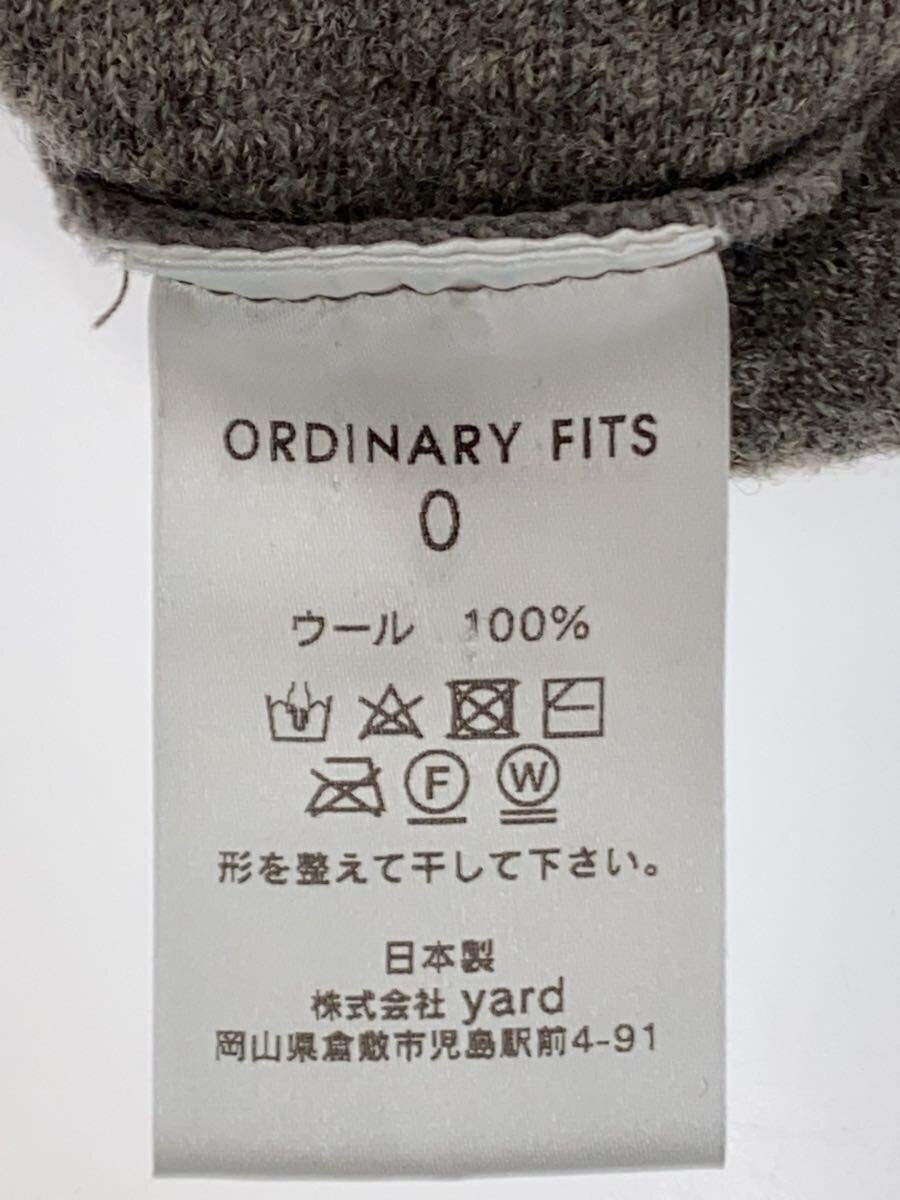 ORDINARY FITS
0
ウール 100%
F W
形を整えて干して下さい。
日本製
株式会社 yard
岡山県倉敷市児島駅前4-91